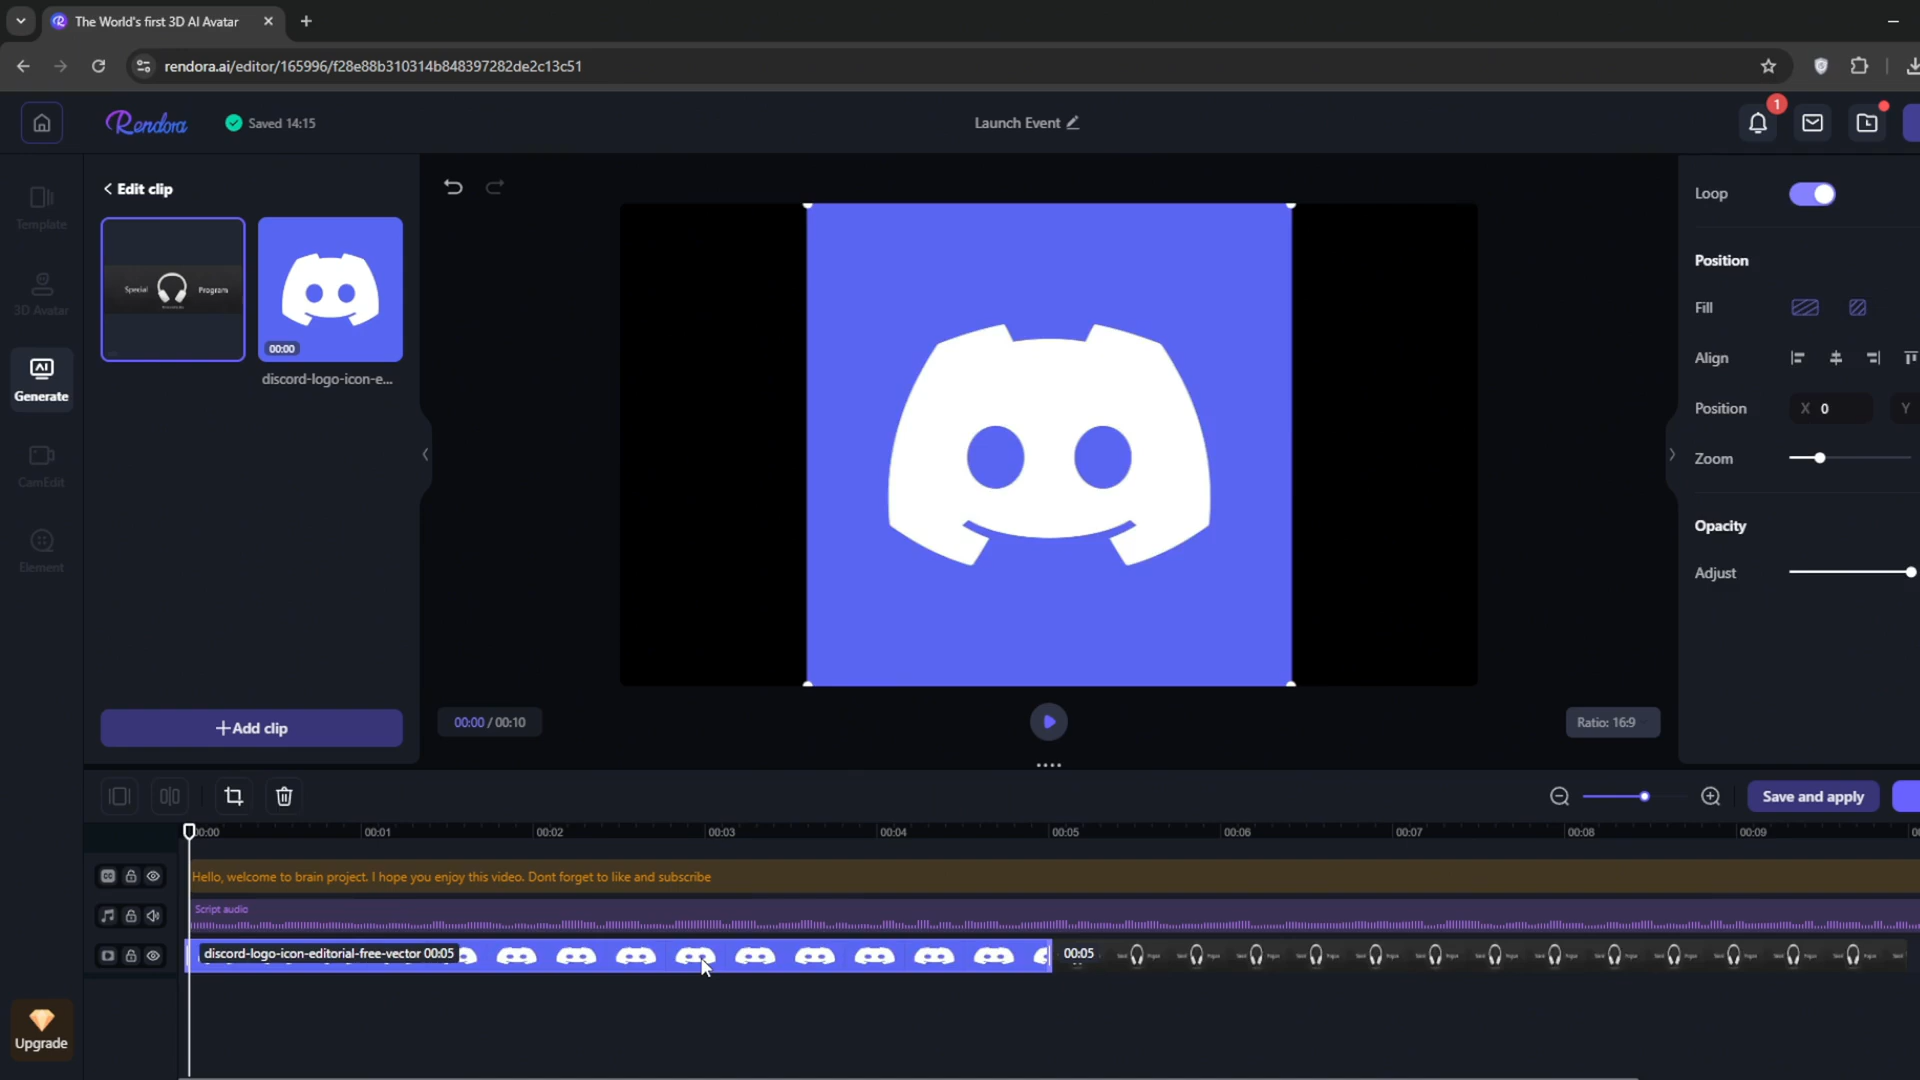 The World's first 3D AI Avatar
rendora.ai/editor/165996/f28e88b310314b848397282de2c13c51
Rendora
Saved 14:15
Launch Event
1
Template
3D Avatar
AI
Generate
CamEdit
Element
Upgrade
Edit clip
Special Program
00:00
discord-logo-icon-e...
+Add clip
00:00 / 00:10
Ratio: 16:9
Loop
Position
Fill
Align
Position X 0 Y
Zoom
Opacity
Adjust
Save and apply
00:00 00:01 00:02 00:03 00:04 00:05 00:06 00:07 00:08 00:09
CC
Hello, welcome to brain project. I hope you enjoy this video. Dont forget to like and subscribe
Script audio
discord-logo-icon-editorial-free-vector 00:05
00:05